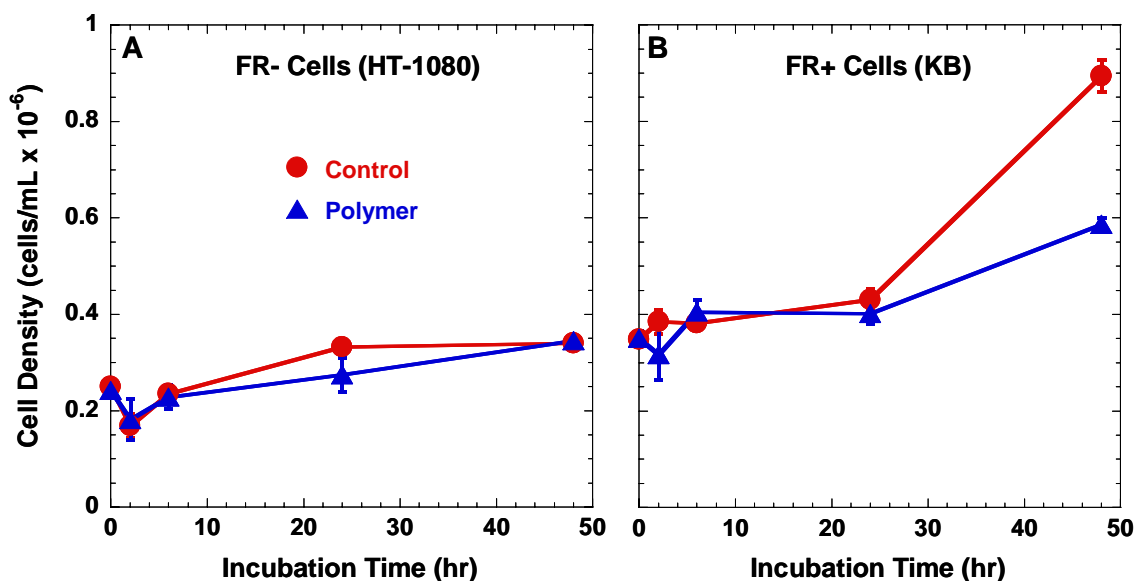 A
FR- Cells (HT-1080)
B
FR+ Cells (KB)
Control
Polymer
Cell Density (cells/mL x 10^-6)
1
0.8
0.6
0.4
0.2
0
0 10 20 30 40 50
0 10 20 30 40 50
Incubation Time (hr)
Incubation Time (hr)